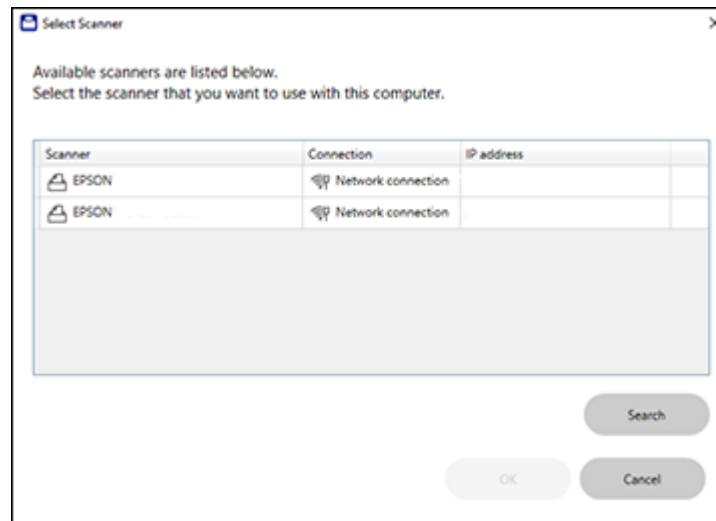 Select Scanner
Available scanners are listed below.
Select the scanner that you want to use with this computer.
Scanner Connection IP address
EPSON Network connection
EPSON Network connection
Search
OK Cancel